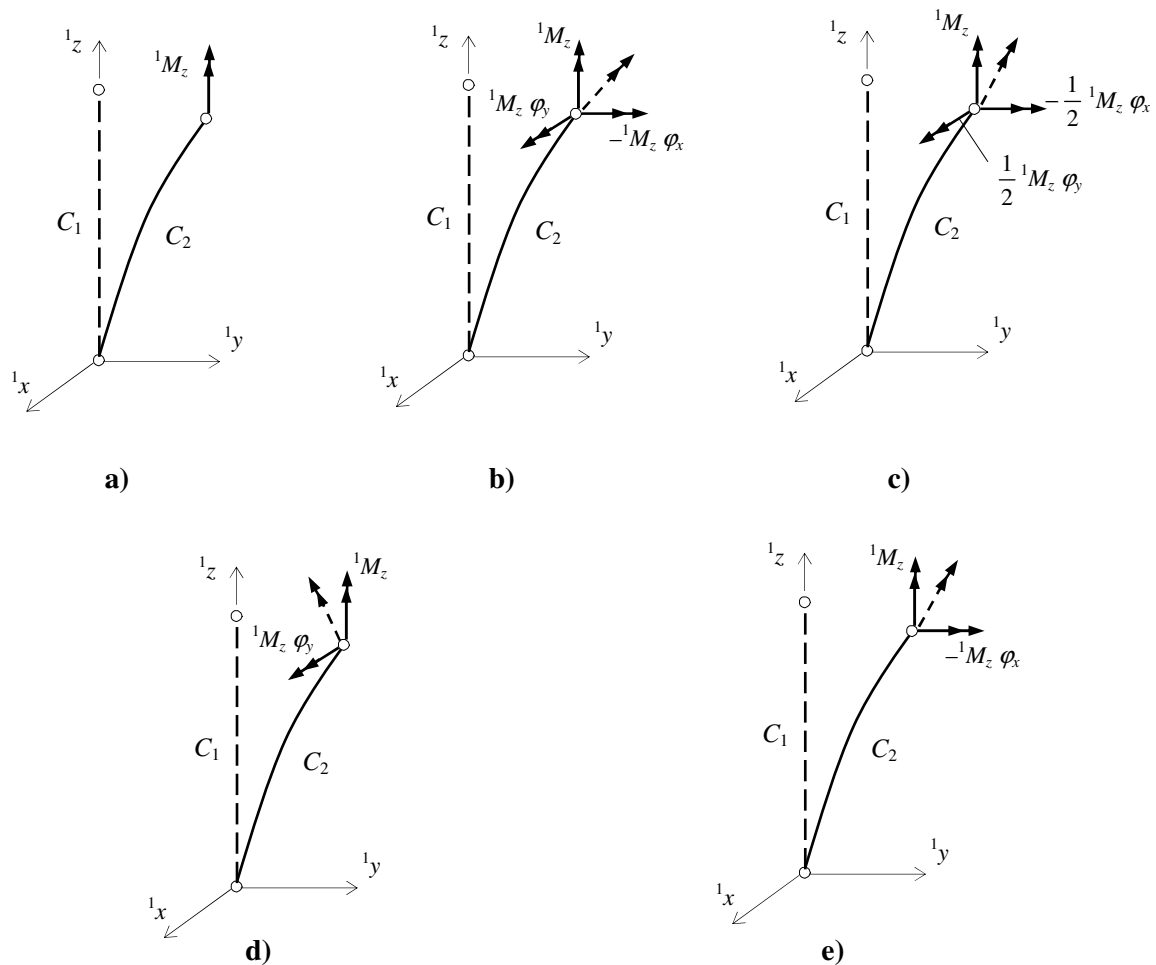 ¹z
¹M_z
C₁
C₂
¹y
¹x
a)
¹z
¹M_z
¹M_z φ_y
−¹M_z φ_x
C₁
C₂
¹y
¹x
b)
¹z
¹M_z
−1/2 ¹M_z φ_x
1/2 ¹M_z φ_y
C₁
C₂
¹y
¹x
c)
¹z
¹M_z
¹M_z φ_y
C₁
C₂
¹y
¹x
d)
¹z
¹M_z
−¹M_z φ_x
C₁
C₂
¹y
¹x
e)